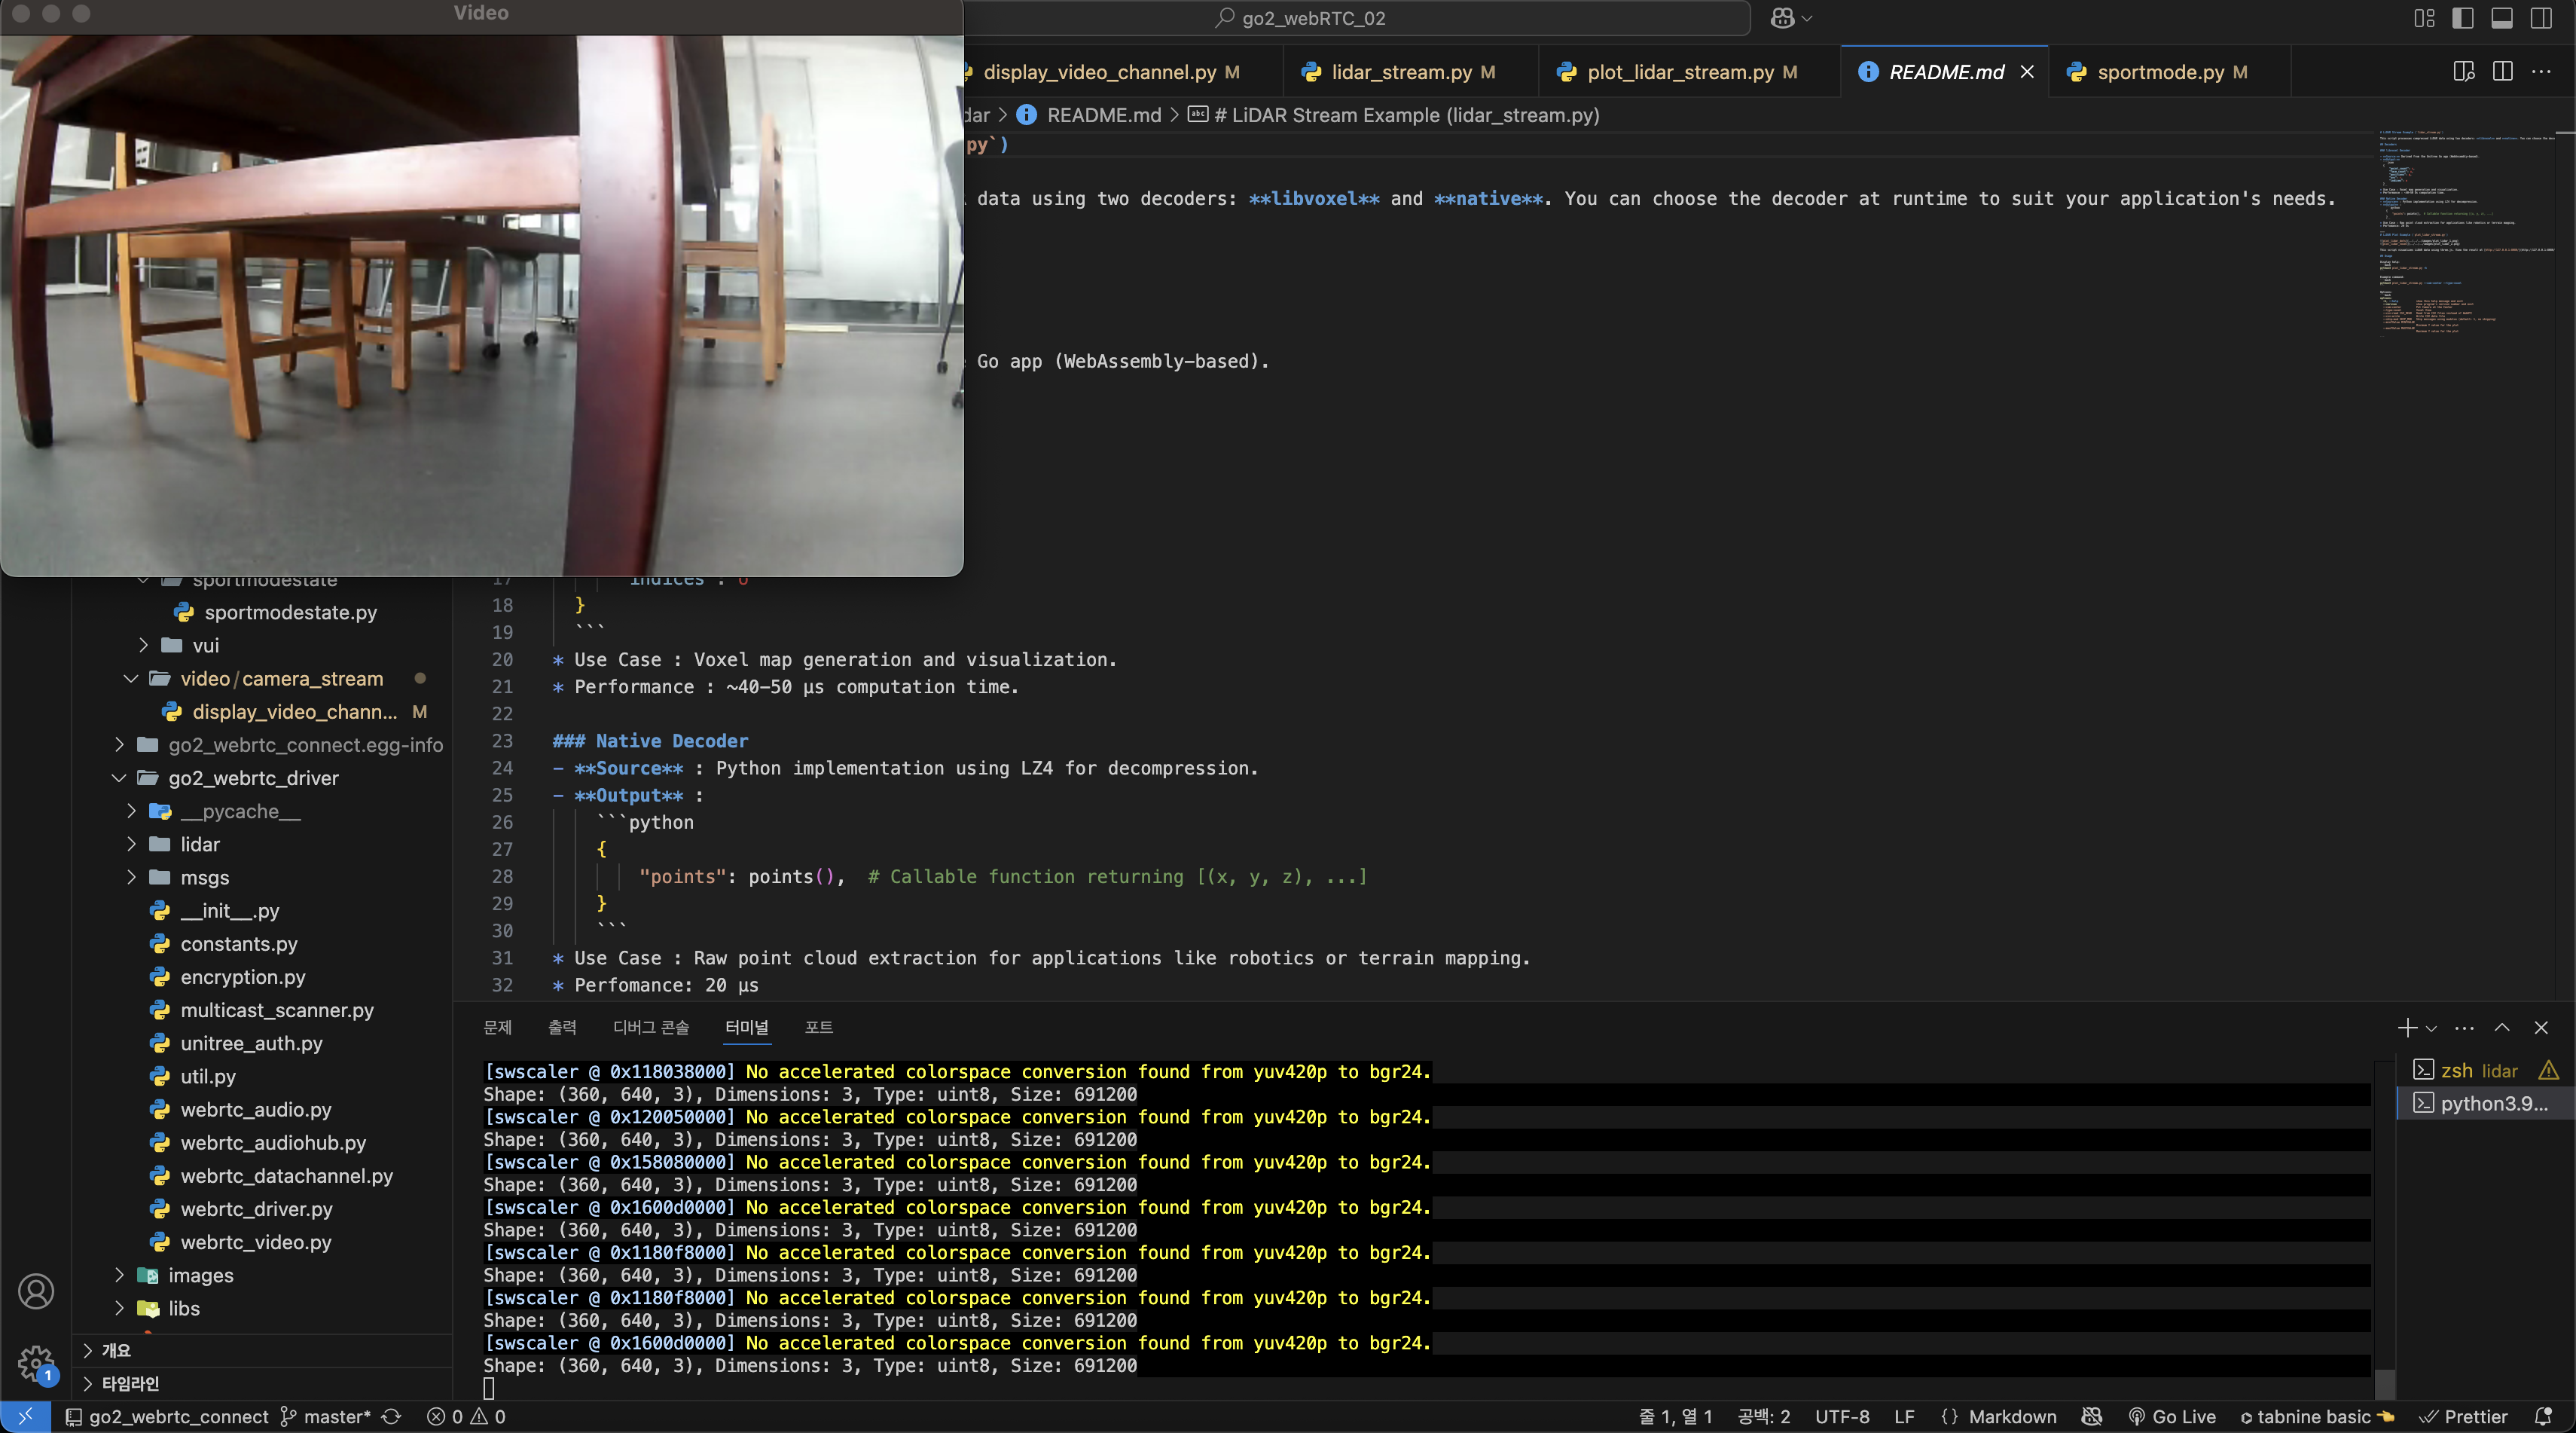 Video
go2_webRTC_02
display_video_channel.py M
lidar_stream.py M
plot_lidar_stream.py M
README.md
sportmode.py M
dar > README.md > # LiDAR Stream Example (lidar_stream.py)
py`)
data using two decoders: **libvoxel** and **native**. You can choose the decoder at runtime to suit your application's needs.
Go app (WebAssembly-based).
17 indices : 0
18 }
19 ```
20 * Use Case : Voxel map generation and visualization.
21 * Performance : ~40-50 μs computation time.
22
23 ### Native Decoder
24 - **Source** : Python implementation using LZ4 for decompression.
25 - **Output** :
26 ```python
27 {
28 "points": points(), # Callable function returning [(x, y, z), ...]
29 }
30 ```
31 * Use Case : Raw point cloud extraction for applications like robotics or terrain mapping.
32 * Perfomance: 20 μs
sportmodestate
sportmodestate.py
vui
video/camera_stream
display_video_chann... M
go2_webrtc_connect.egg-info
go2_webrtc_driver
__pycache__
lidar
msgs
__init__.py
constants.py
encryption.py
multicast_scanner.py
unitree_auth.py
util.py
webrtc_audio.py
webrtc_audiohub.py
webrtc_datachannel.py
webrtc_driver.py
webrtc_video.py
images
libs
개요
타임라인
1
문제 출력 디버그 콘솔 터미널 포트
[swscaler @ 0x118038000] No accelerated colorspace conversion found from yuv420p to bgr24.
Shape: (360, 640, 3), Dimensions: 3, Type: uint8, Size: 691200
[swscaler @ 0x120050000] No accelerated colorspace conversion found from yuv420p to bgr24.
Shape: (360, 640, 3), Dimensions: 3, Type: uint8, Size: 691200
[swscaler @ 0x158080000] No accelerated colorspace conversion found from yuv420p to bgr24.
Shape: (360, 640, 3), Dimensions: 3, Type: uint8, Size: 691200
[swscaler @ 0x1600d0000] No accelerated colorspace conversion found from yuv420p to bgr24.
Shape: (360, 640, 3), Dimensions: 3, Type: uint8, Size: 691200
[swscaler @ 0x1180f8000] No accelerated colorspace conversion found from yuv420p to bgr24.
Shape: (360, 640, 3), Dimensions: 3, Type: uint8, Size: 691200
[swscaler @ 0x1180f8000] No accelerated colorspace conversion found from yuv420p to bgr24.
Shape: (360, 640, 3), Dimensions: 3, Type: uint8, Size: 691200
[swscaler @ 0x1600d0000] No accelerated colorspace conversion found from yuv420p to bgr24.
Shape: (360, 640, 3), Dimensions: 3, Type: uint8, Size: 691200
zsh lidar
python3.9...
go2_webrtc_connect master* 0 0
줄 1, 열 1 공백: 2 UTF-8 LF {} Markdown Go Live tabnine basic Prettier